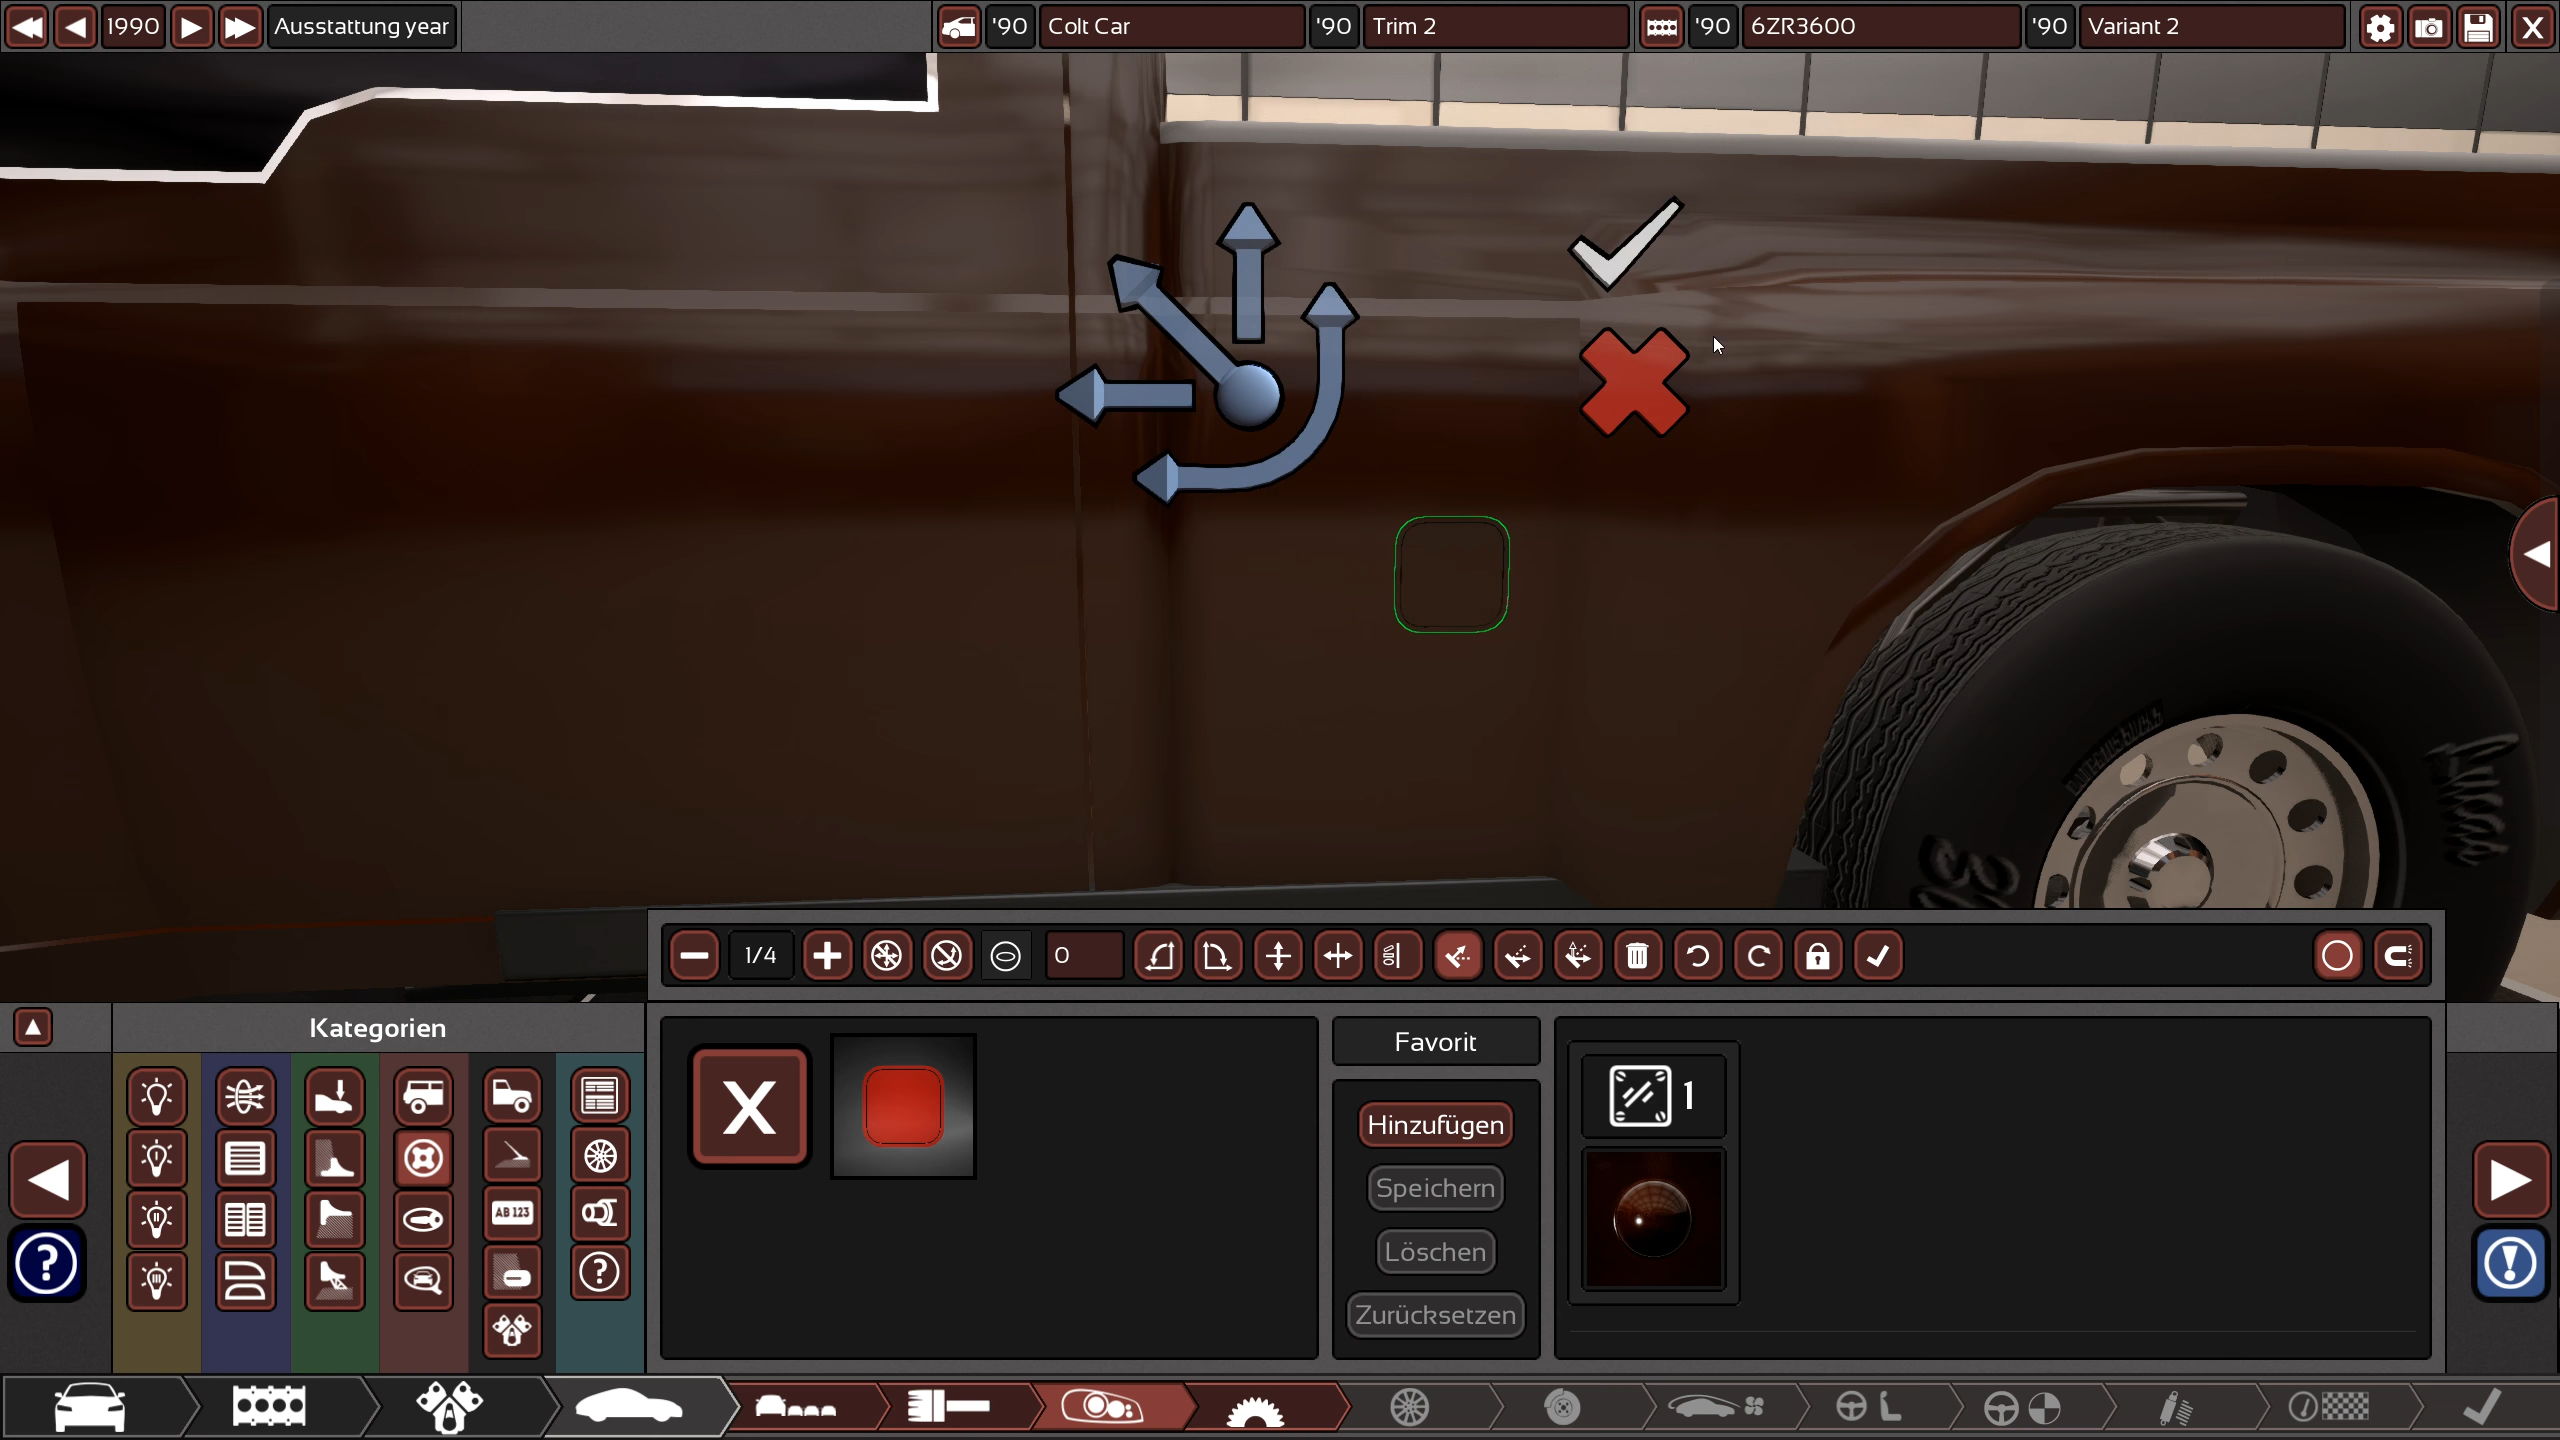 1990
Ausstattung year
'90
Colt Car
'90
Trim 2
'90
6ZR3600
'90
Variant 2
X
1/4
0
Kategorien
X
Favorit
1
Hinzufügen
Speichern
AB 123
Löschen
Zurücksetzen